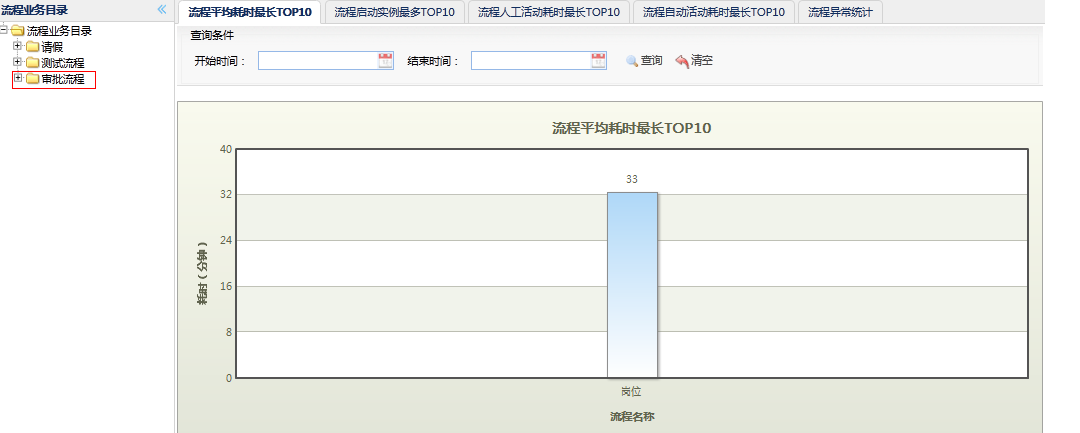 流程业务目录
流程业务目录
请假
测试流程
审批流程
流程平均耗时最长TOP10 流程启动实例最多TOP10 流程人工活动耗时最长TOP10 流程自动活动耗时最长TOP10 流程异常统计
查询条件
开始时间： 结束时间： 查询 清空
流程平均耗时最长TOP10
耗时（分钟）
40
32
24
16
8
0
33
岗位
流程名称